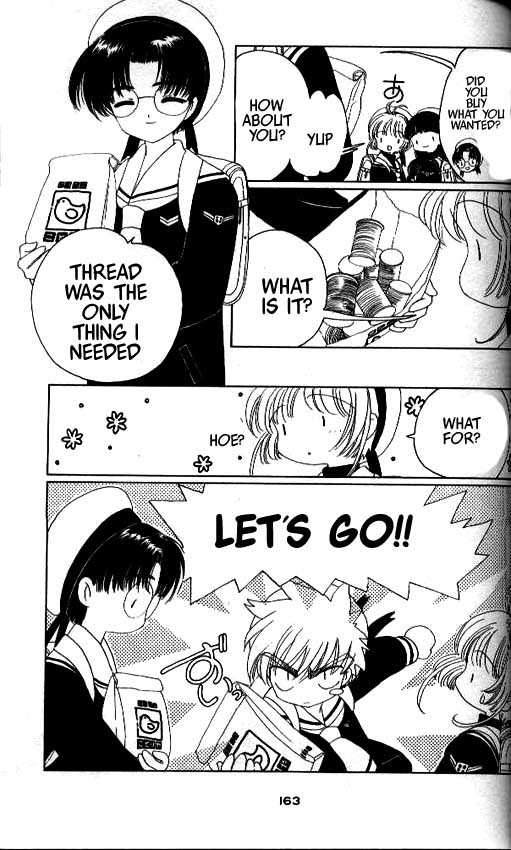 DID
YOU
BUY
WHAT YOU
WANTED?
あ
HOW
ABOUT
YOU?
YUP
THREAD
WAS THE
ONLY
THING I
NEEDED
WHAT
IS IT?
WHAT
FOR?
HOE?
LET'S GO!!
163